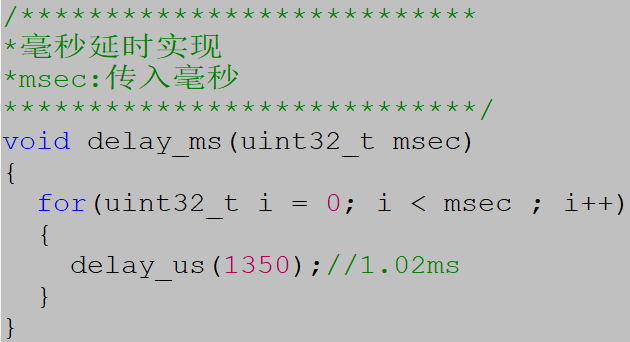 /***************************
*毫秒延时实现
*msec:传入毫秒
****************************/
void delay_ms(uint32_t msec)
{
  for(uint32_t i = 0; i < msec ; i++)
  {
    delay_us(1350);//1.02ms
  }
}